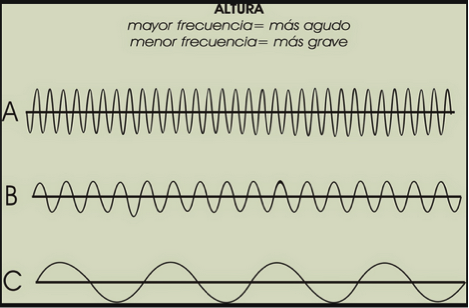 ALTURA
mayor frecuencia= más agudo
menor frecuencia= más grave
A
B
C